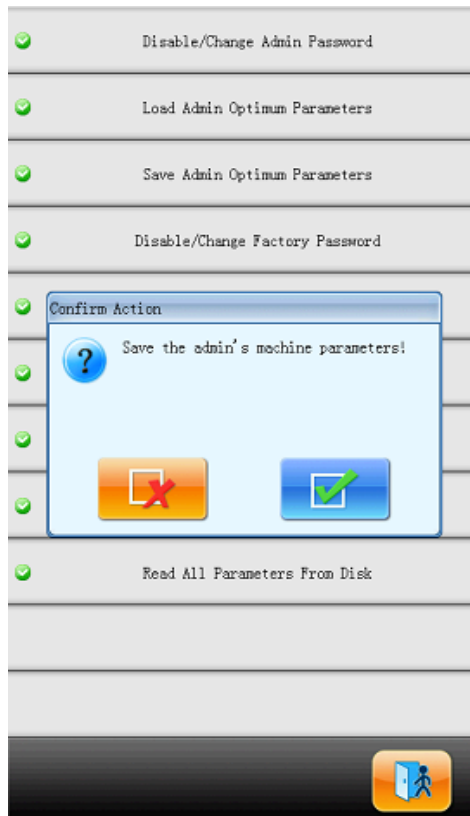 Disable/Change Admin Password
Load Admin Optimum Parameters
Save Admin Optimum Parameters
Disable/Change Factory Password
Confirm Action
Save the admin's machine parameters!
Read All Parameters From Disk